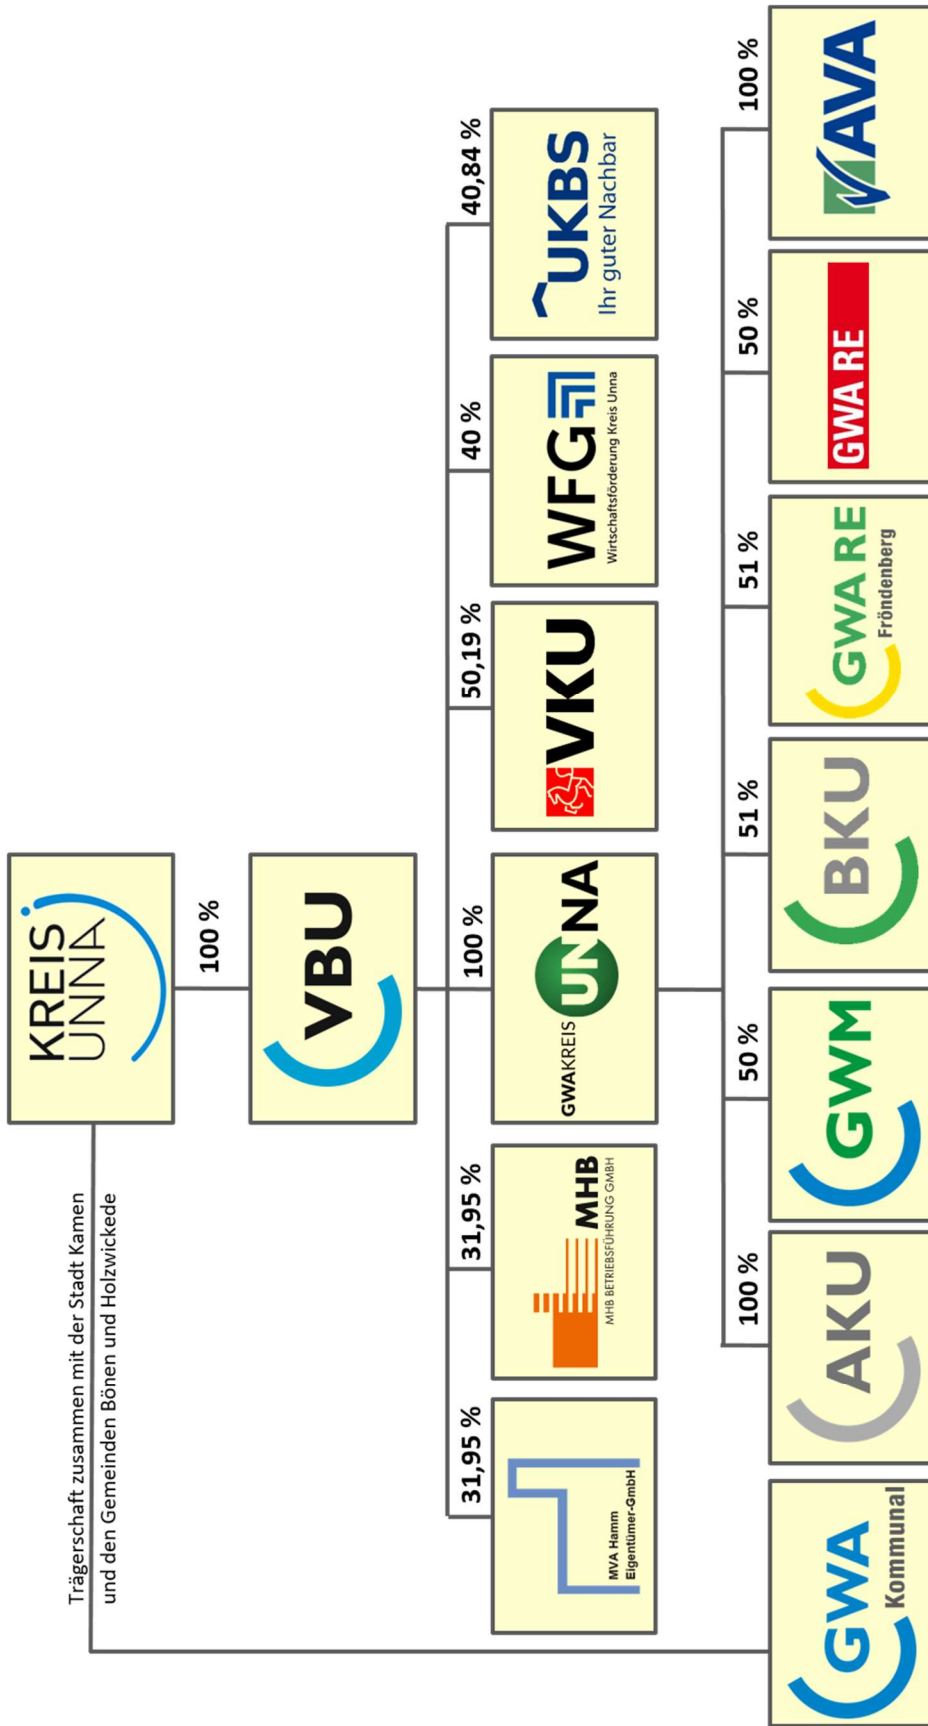 KREIS
UNNA
Trägerschaft zusammen mit der Stadt Kamen
und den Gemeinden Bönen und Holzwickede
100 %
VBU
31,95 %
31,95 %
100 %
50,19 %
40 %
40,84 %
MVA Hamm
Eigentümer-GmbH
MHB
MHB BETRIEBSFÜHRUNG GMBH
GWAKREIS UNNA
VKU
WFG
Wirtschaftsförderung Kreis Unna
UKBS
Ihr guter Nachbar
100 %
50 %
51 %
51 %
50 %
100 %
GWA
Kommunal
AKU
GWM
BKU
GWA RE
Fröndenberg
GWA RE
AVA